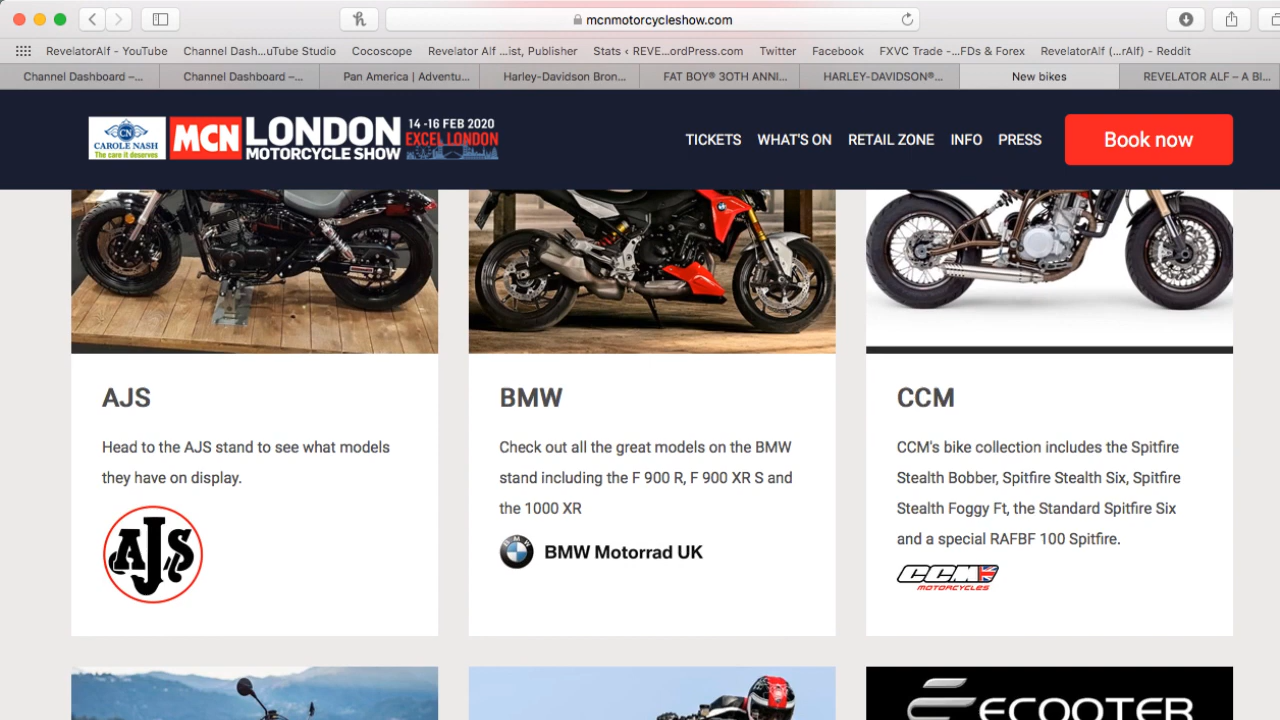 mcnmotorcycleshow.com
RevelatorAlf - YouTube Channel Dash...uTube Studio Cocoscope Revelator Alf ...ist, Publisher Stats ‹ REVE...ordPress.com Twitter Facebook FXVC Trade -...FDs & Forex RevelatorAlf (...rAlf) - Reddit
Channel Dashboard –... Channel Dashboard –... Pan America | Adventu... Harley-Davidson Bron... FAT BOY® 3OTH ANNI... HARLEY-DAVIDSON®... New bikes REVELATOR ALF – A BI...
CN
CAROLE NASH
The care it deserves
MCN LONDON
MOTORCYCLE SHOW
14 -16 FEB 2020
EXCEL LONDON
TICKETS WHAT'S ON RETAIL ZONE INFO PRESS Book now
AJS
Head to the AJS stand to see what models
they have on display.
AJS
BMW
Check out all the great models on the BMW
stand including the F 900 R, F 900 XR S and
the 1000 XR
BMW
BMW Motorrad UK
CCM
CCM's bike collection includes the Spitfire
Stealth Bobber, Spitfire Stealth Six, Spitfire
Stealth Foggy Ft, the Standard Spitfire Six
and a special RAFBF 100 Spitfire.
CCM
MOTORCYCLES
ECOOTER